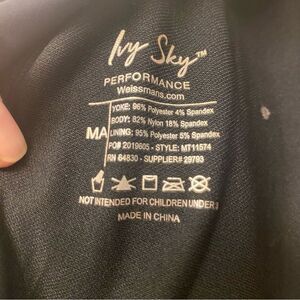 Ivy Sky™
PERFORMANCE
Weissmans.com
YOKE: 96% Polyester 4% Spandex
BODY: 82% Nylon 18% Spandex
MA
LINING: 95% Polyester 5% Spandex
PO# 2019605 - STYLE: MT11574
RN 64830 - SUPPLIER# 29793
NOT INTENDED FOR CHILDREN UNDER
MADE IN CHINA